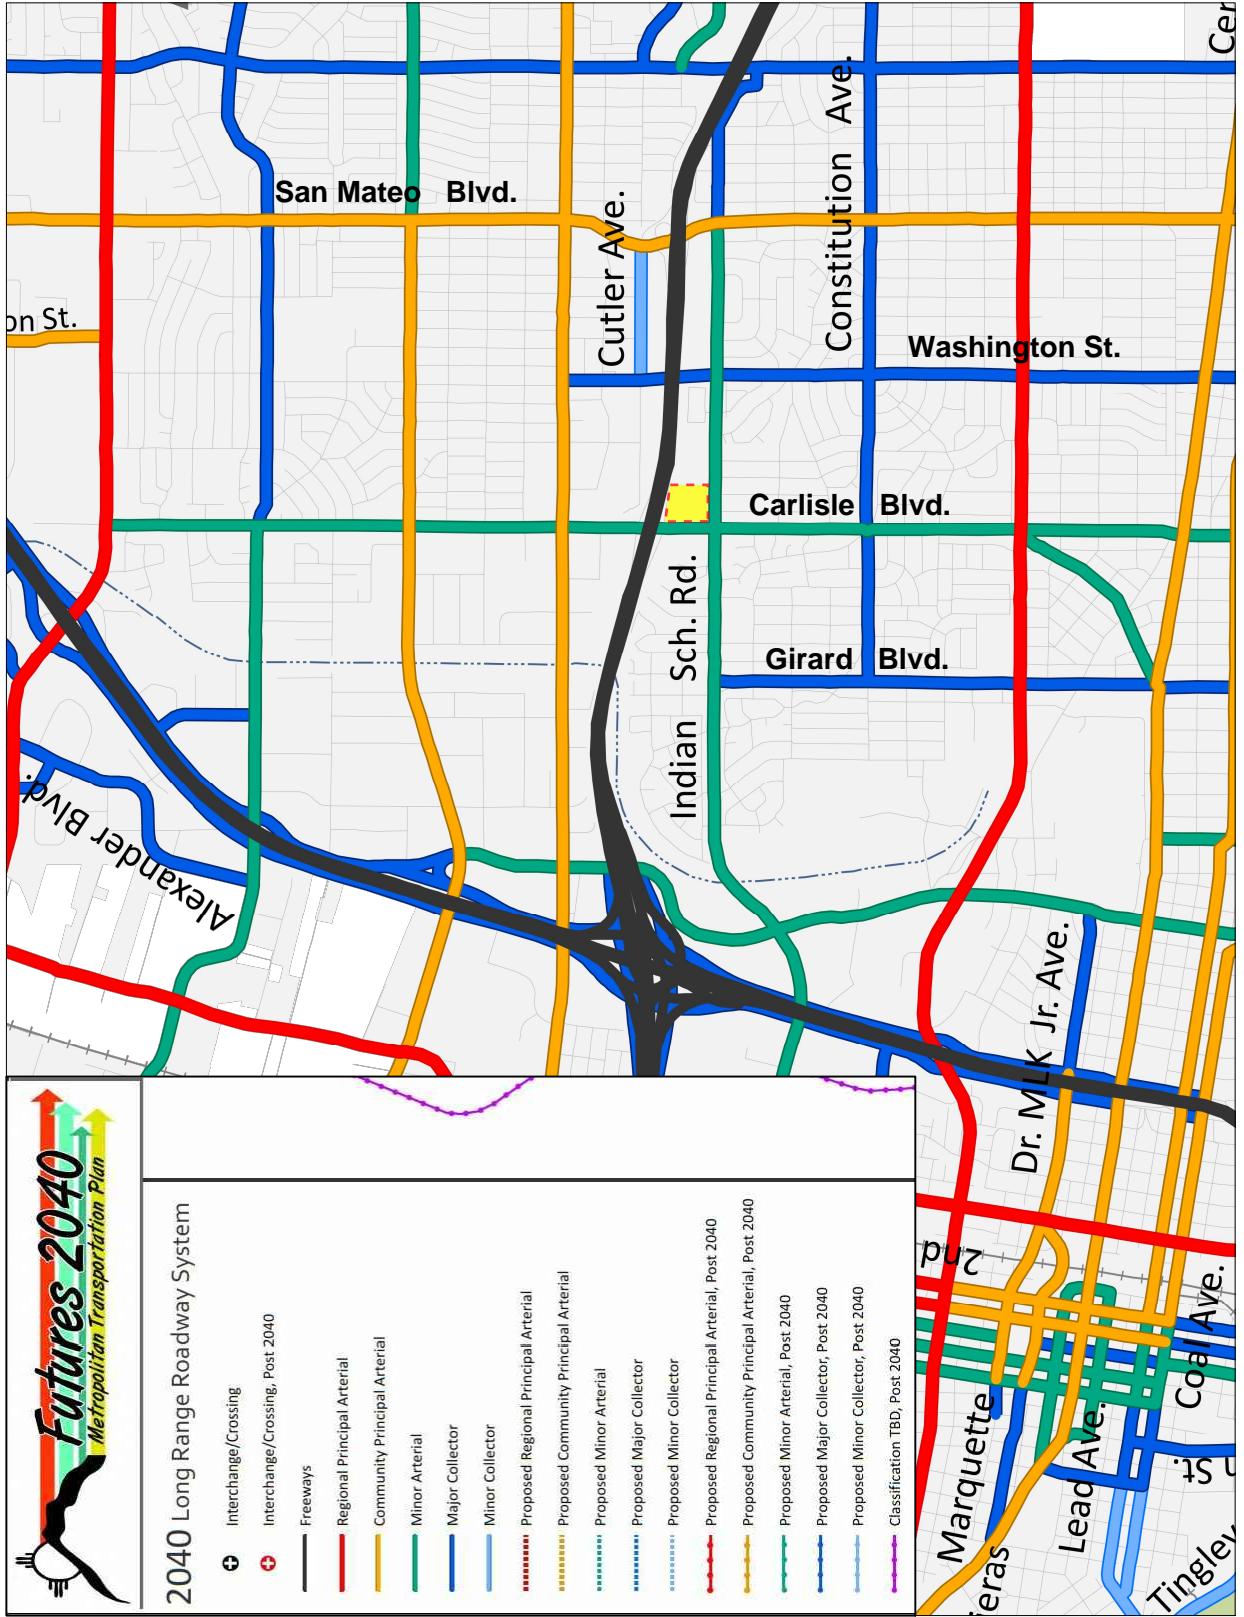 Cer
San Mateo Blvd.
Cutler Ave.
Constitution Ave.
on St.
Washington St.
Carlisle Blvd.
Indian Sch. Rd.
Girard Blvd.
Alexander Blvd.
Dr. MLK Jr. Ave.
2nd
Coal Ave.
Marquette
Lead Ave.
St.
ieras
Tingley
Futures 2040
Metropolitan Transportation Plan
2040 Long Range Roadway System
Interchange/Crossing
Interchange/Crossing, Post 2040
Freeways
Regional Principal Arterial
Community Principal Arterial
Minor Arterial
Major Collector
Minor Collector
Proposed Regional Principal Arterial
Proposed Community Principal Arterial
Proposed Minor Arterial
Proposed Major Collector
Proposed Minor Collector
Proposed Regional Principal Arterial, Post 2040
Proposed Community Principal Arterial, Post 2040
Proposed Minor Arterial, Post 2040
Proposed Major Collector, Post 2040
Proposed Minor Collector, Post 2040
Classification TBD, Post 2040